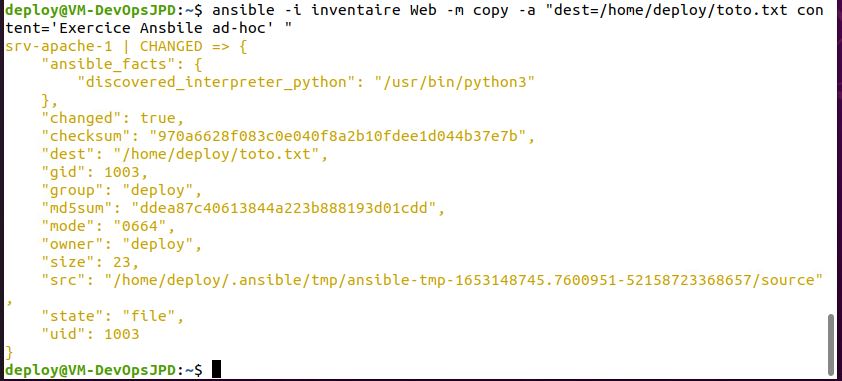 deploy@VM-DevOpsJPD:~$ ansible -i inventaire Web -m copy -a "dest=/home/deploy/toto.txt con
tent='Exercice Ansbile ad-hoc' "
srv-apache-1 | CHANGED => {
    "ansible_facts": {
        "discovered_interpreter_python": "/usr/bin/python3"
    },
    "changed": true,
    "checksum": "970a6628f083c0e040f8a2b10fdee1d044b37e7b",
    "dest": "/home/deploy/toto.txt",
    "gid": 1003,
    "group": "deploy",
    "md5sum": "ddea87c40613844a223b888193d01cdd",
    "mode": "0664",
    "owner": "deploy",
    "size": 23,
    "src": "/home/deploy/.ansible/tmp/ansible-tmp-1653148745.7600951-52158723368657/source"
,
    "state": "file",
    "uid": 1003
}
deploy@VM-DevOpsJPD:~$